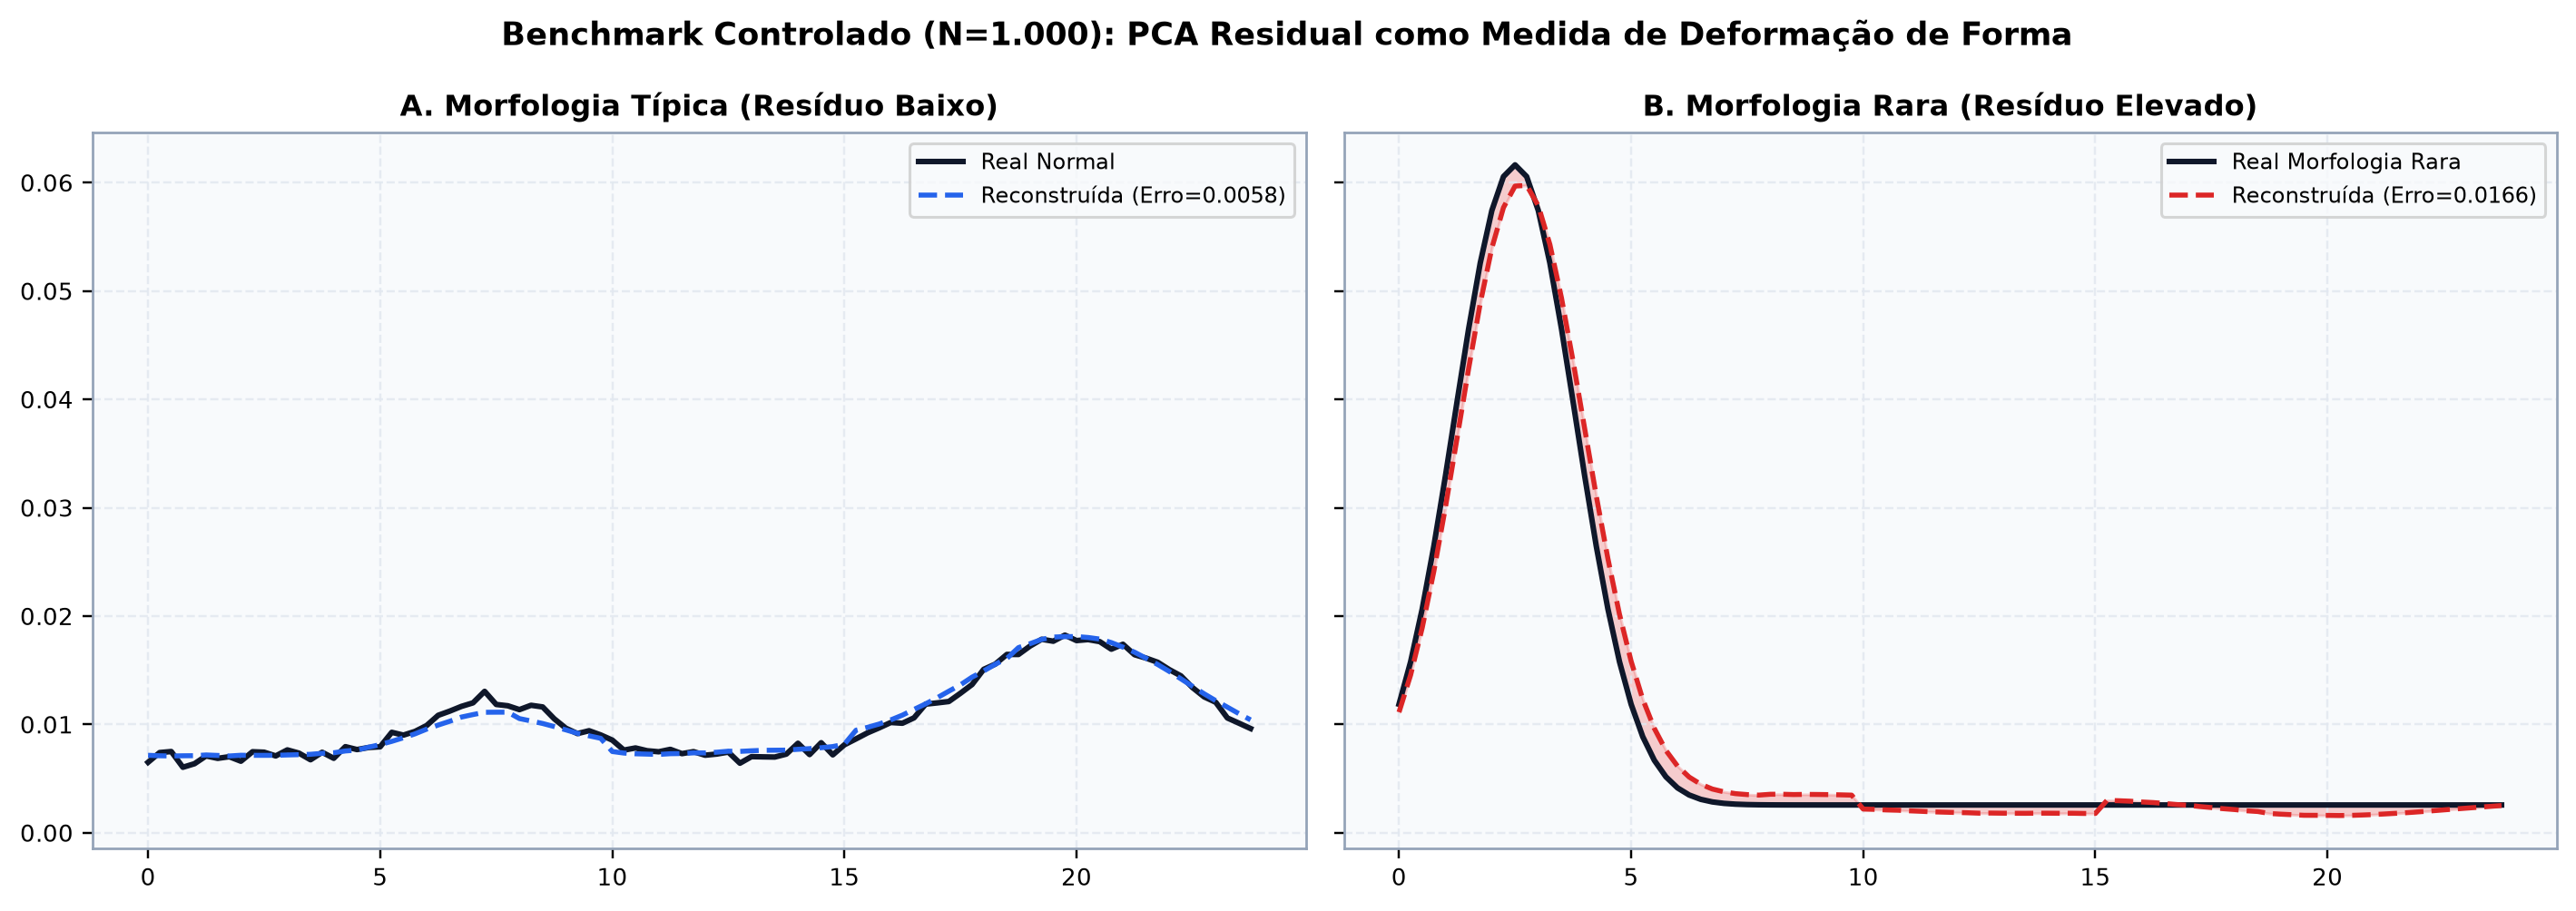 Benchmark Controlado (N=1.000): PCA Residual como Medida de Deformação de Forma
A. Morfologia Típica (Resíduo Baixo)
Real Normal
Reconstruída (Erro=0.0058)
0.06
0.05
0.04
0.03
0.02
0.01
0.00
0 5 10 15 20
B. Morfologia Rara (Resíduo Elevado)
Real Morfologia Rara
Reconstruída (Erro=0.0166)
0 5 10 15 20